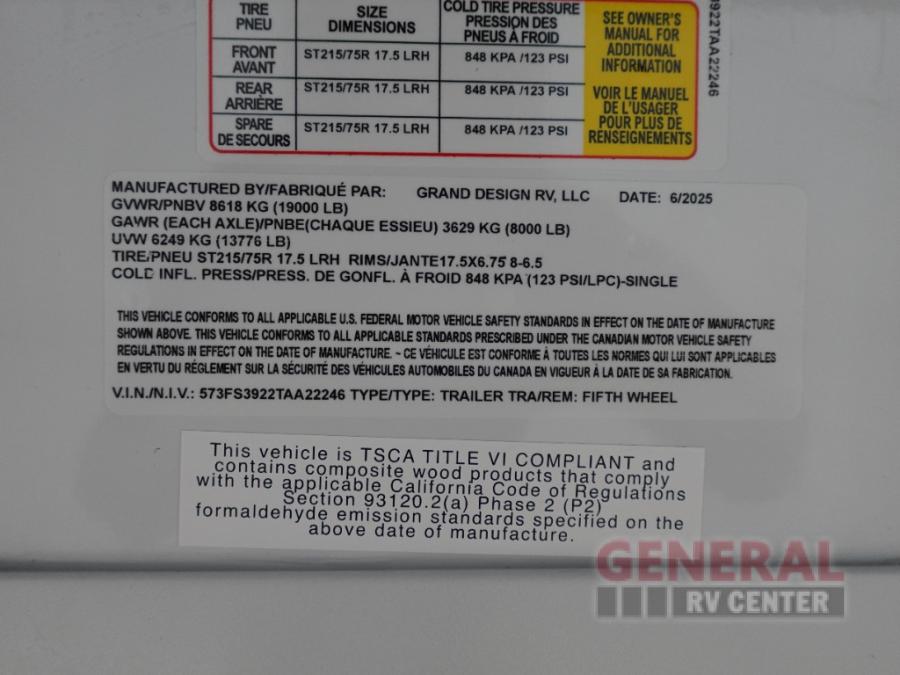 TIRE SIZE COLD TIRE PRESSURE
PNEU DIMENSIONS PRESSION DES
PNEUS À FROID
FRONT ST215/75R 17.5 LRH 848 KPA /123 PSI
AVANT
REAR ST215/75R 17.5 LRH 848 KPA /123 PSI
ARRIÈRE
SPARE ST215/75R 17.5 LRH 848 KPA /123 PSI
DE SECOURS
SEE OWNER'S
MANUAL FOR
ADDITIONAL
INFORMATION
VOIR LE MANUEL
DE L'USAGER
POUR PLUS DE
RENSEIGNEMENTS
922TAA22246
MANUFACTURED BY/FABRIQUÉ PAR: GRAND DESIGN RV, LLC DATE: 6/2025
GVWR/PNBV 8618 KG (19000 LB)
GAWR (EACH AXLE)/PNBE(CHAQUE ESSIEU) 3629 KG (8000 LB)
UVW 6249 KG (13776 LB)
TIRE/PNEU ST215/75R 17.5 LRH RIMS/JANTE17.5X6.75 8-6.5
COLD INFL. PRESS/PRESS. DE GONFL. À FROID 848 KPA (123 PSI/LPC)-SINGLE
THIS VEHICLE CONFORMS TO ALL APPLICABLE U.S. FEDERAL MOTOR VEHICLE SAFETY STANDARDS IN EFFECT ON THE DATE OF MANUFACTURE
SHOWN ABOVE. THIS VEHICLE CONFORMS TO ALL APPLICABLE STANDARDS PRESCRIBED UNDER THE CANADIAN MOTOR VEHICLE SAFETY
REGULATIONS IN EFFECT ON THE DATE OF MANUFACTURE. ~ CE VÉHICULE EST CONFORME À TOUTES LES NORMES QUI LUI SONT APPLICABLES
EN VERTU DU RÉGLEMENT SUR LA SÉCURITÉ DES VÉHICULES AUTOMOBILES DU CANADA EN VIGUEUR À LA DATE DE SA FABRICATION.
V.I.N./N.I.V.: 573FS3922TAA22246 TYPE/TYPE: TRAILER TRA/REM: FIFTH WHEEL
This vehicle is TSCA TITLE VI COMPLIANT and
contains composite wood products that comply
with the applicable California Code of Regulations
Section 93120.2(a) Phase 2 (P2)
formaldehyde emission standards specified on the
above date of manufacture.
GENERAL
RV CENTER